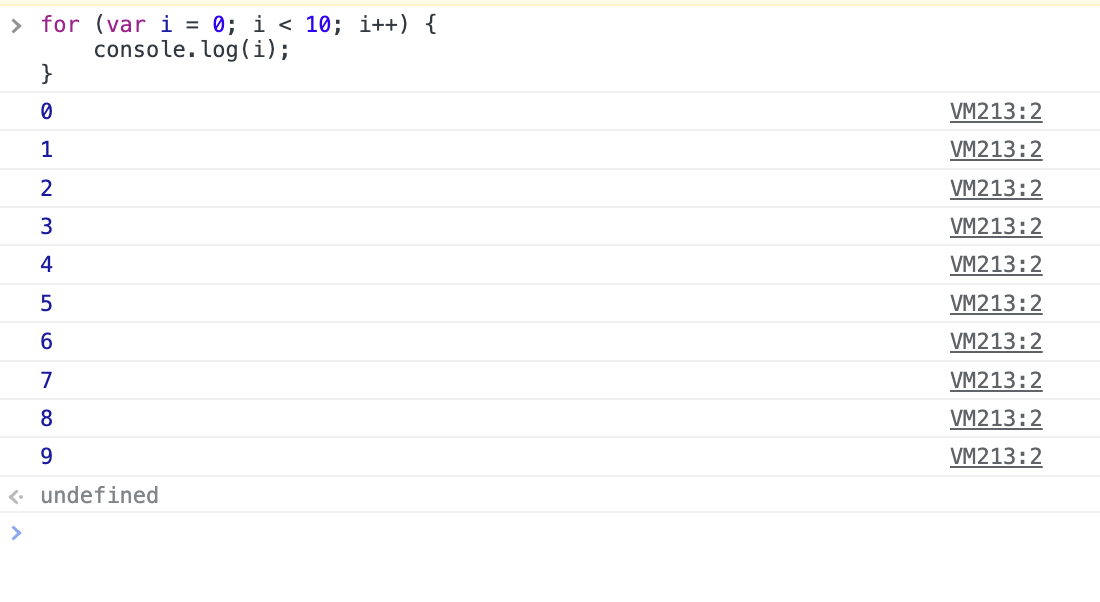 for (var i = 0; i < 10; i++) {
    console.log(i);
}
0 VM213:2
1 VM213:2
2 VM213:2
3 VM213:2
4 VM213:2
5 VM213:2
6 VM213:2
7 VM213:2
8 VM213:2
9 VM213:2
undefined